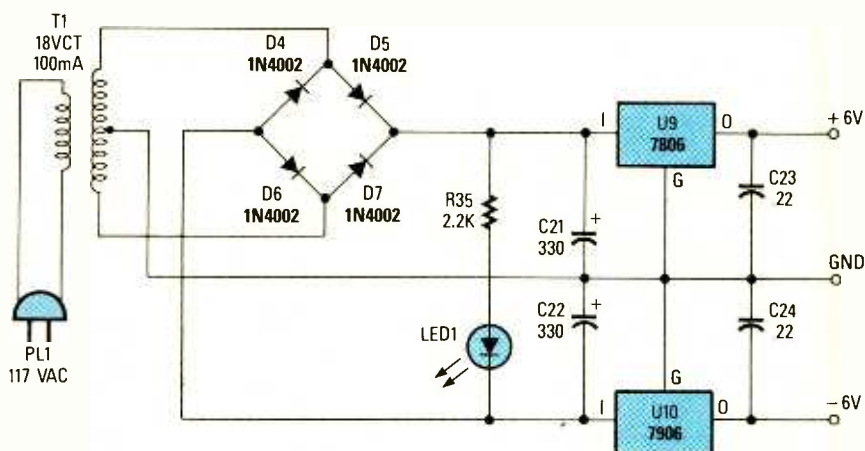 T1
18VCT
100mA
D4
1N4002
D5
1N4002
D6
1N4002
D7
1N4002
PL1
117 VAC
R35
2.2K
LED1
C21
330
+
C22
330
+
I
U9
7806
O
G
+6V
C23
22
GND
C24
22
G
I
U10
7906
O
−6V